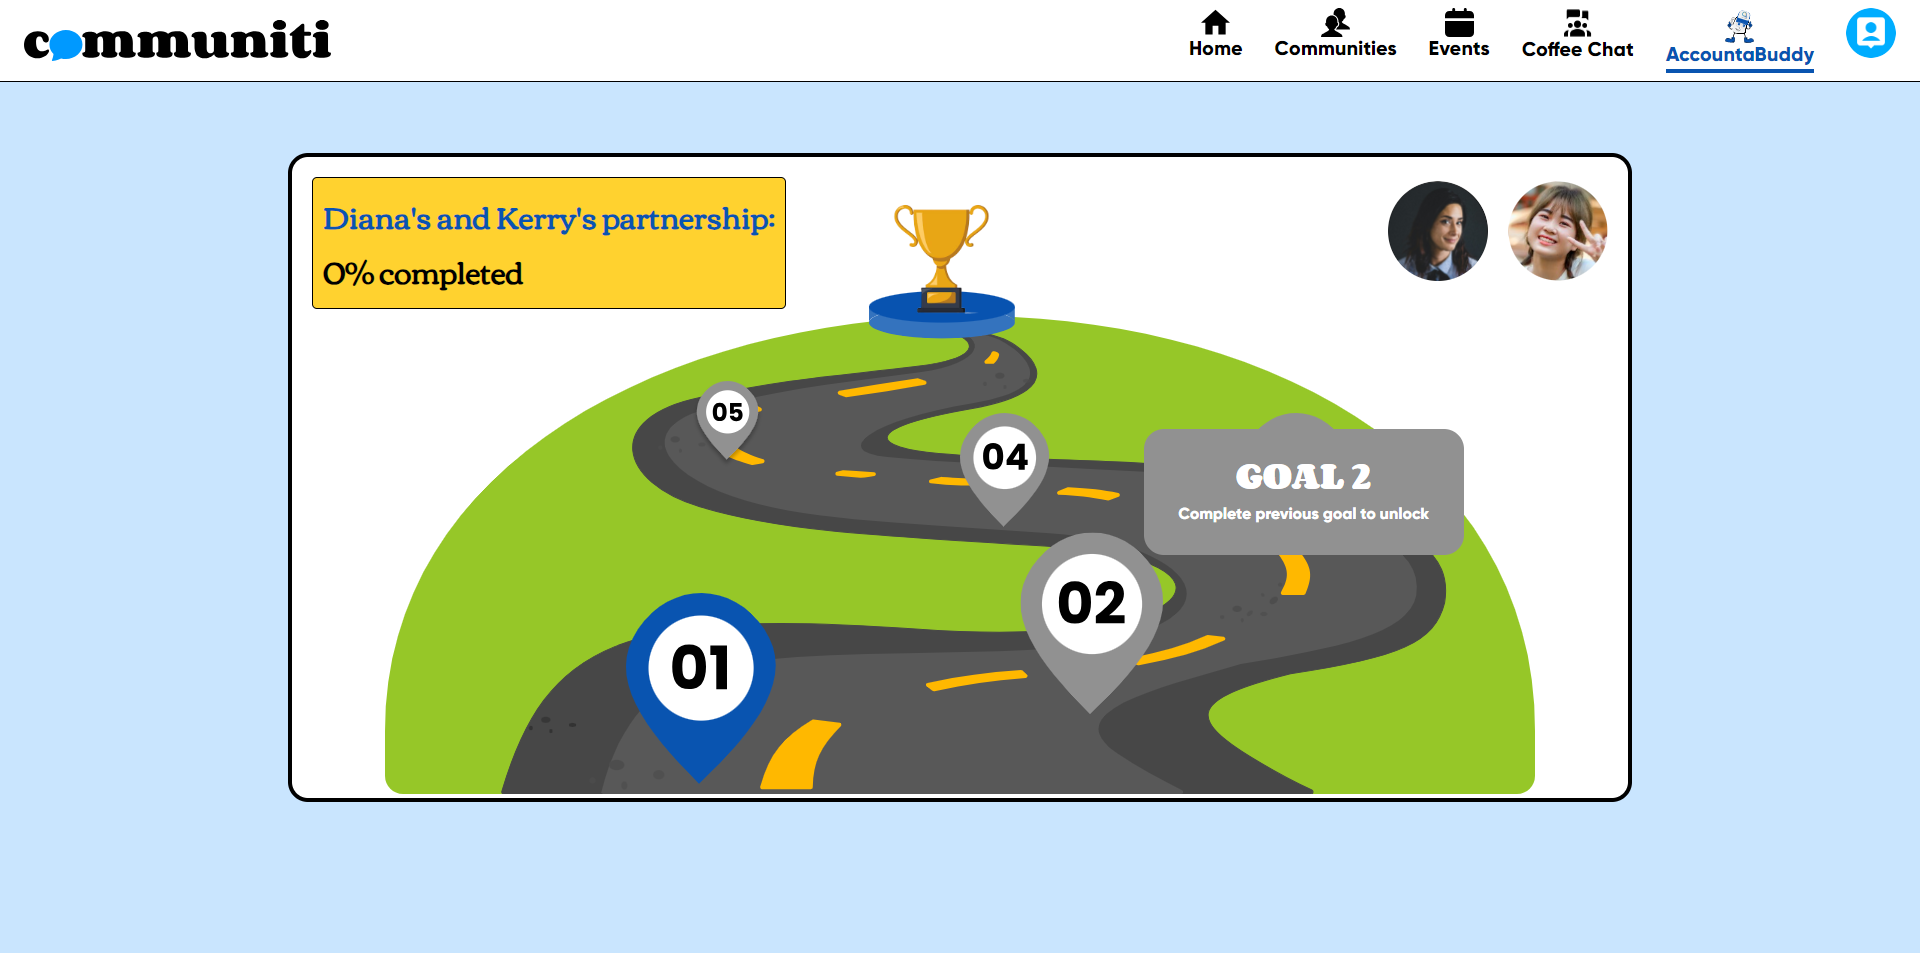 communiti
Home
Communities
Events
Coffee Chat
AccountaBuddy
Diana's and Kerry's partnership:
0% completed
05
04
GOAL 2
Complete previous goal to unlock
02
01